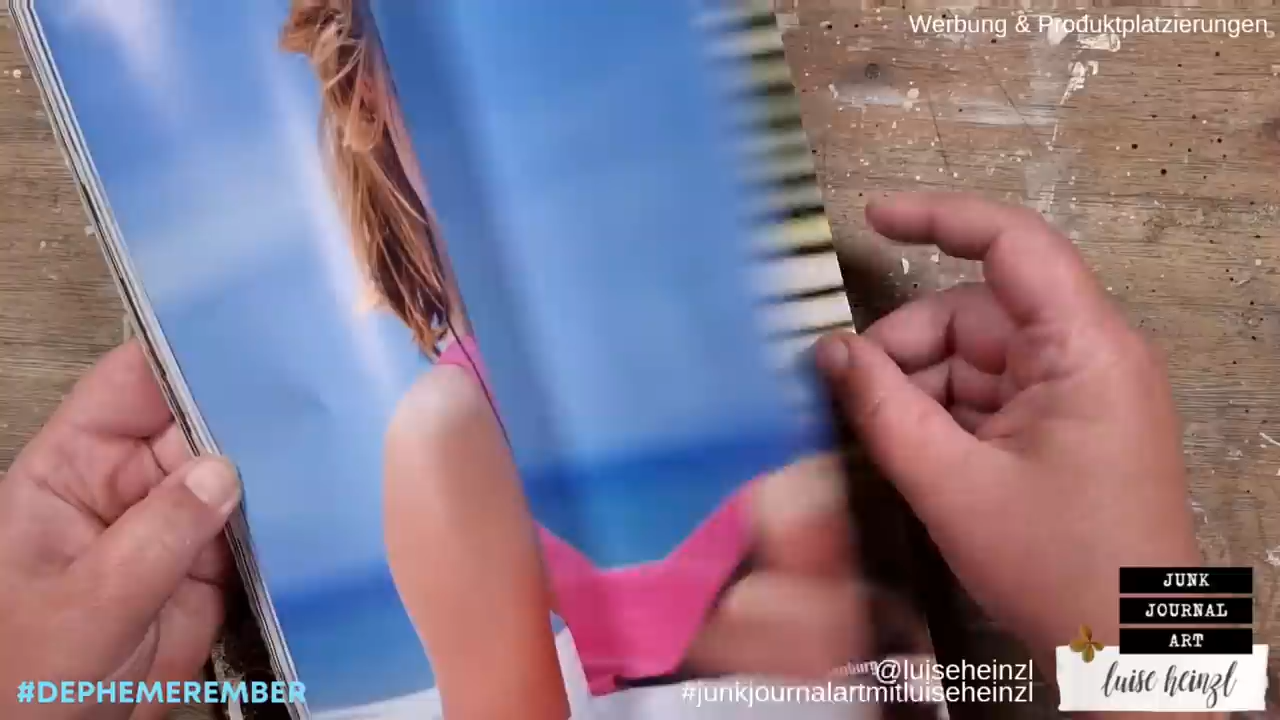 Werbung & Produktplatzierungen
JUNK
JOURNAL
ART
luise heinzl
@luiseheinzl
#junkjournalartmitluiseheinzl
#DEPHEMEREMBER